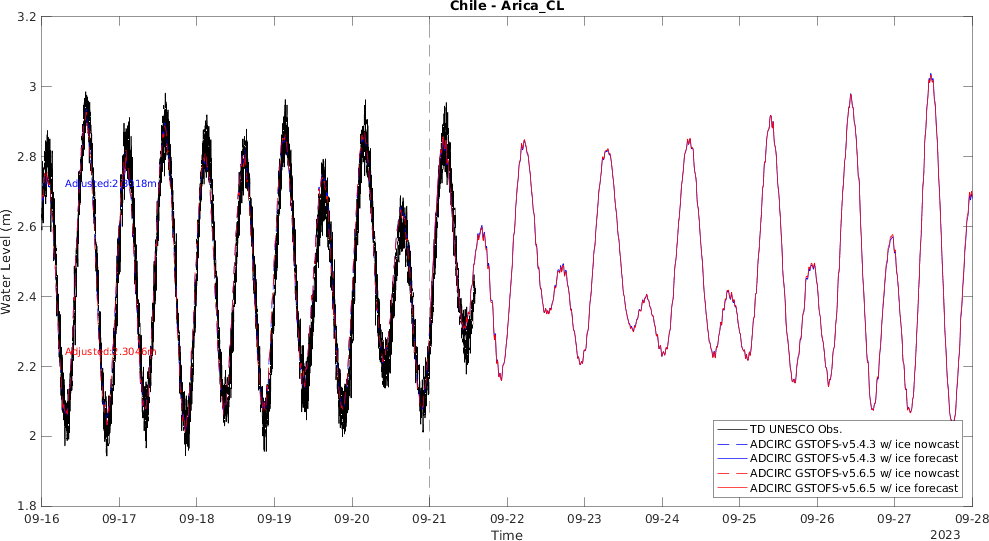 Chile - Arica_CL
3.2
3
2.8
2.6
2.4
2.2
2
1.8
Water Level (m)
Adjusted:2.3046m
TD UNESCO Obs.
ADCIRC GSTOFS-v5.4.3 w/ ice nowcast
ADCIRC GSTOFS-v5.4.3 w/ ice forecast
ADCIRC GSTOFS-v5.6.5 w/ ice nowcast
ADCIRC GSTOFS-v5.6.5 w/ ice forecast
09-16 09-17 09-18 09-19 09-20 09-21 09-22 09-23 09-24 09-25 09-26 09-27 09-28
Time
2023